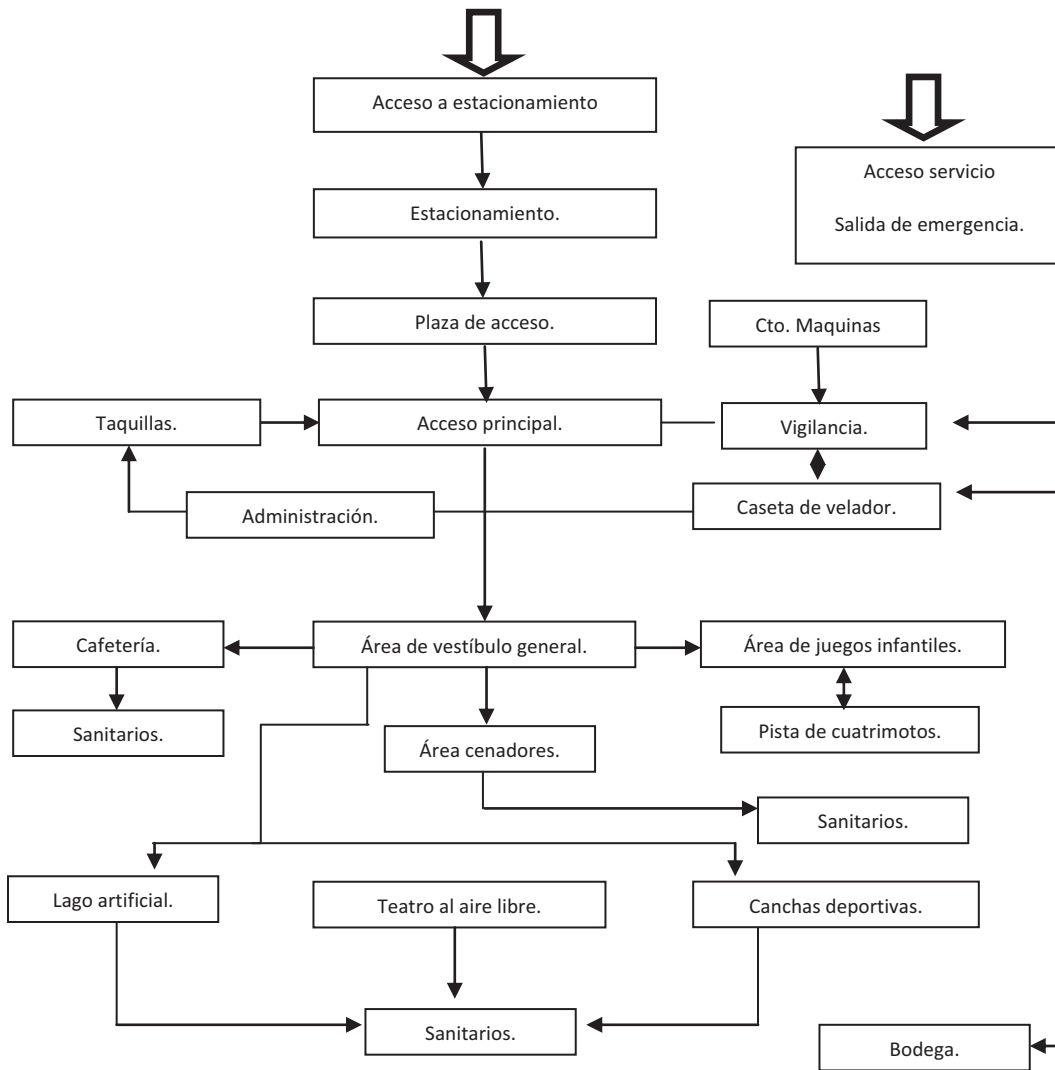 Acceso a estacionamiento
Acceso servicio
Salida de emergencia.
Estacionamiento.
Plaza de acceso.
Cto. Maquinas
Taquillas.
Acceso principal.
Vigilancia.
Administración.
Caseta de velador.
Cafetería.
Área de vestíbulo general.
Área de juegos infantiles.
Sanitarios.
Área cenadores.
Pista de cuatrimotos.
Sanitarios.
Lago artificial.
Teatro al aire libre.
Canchas deportivas.
Sanitarios.
Bodega.